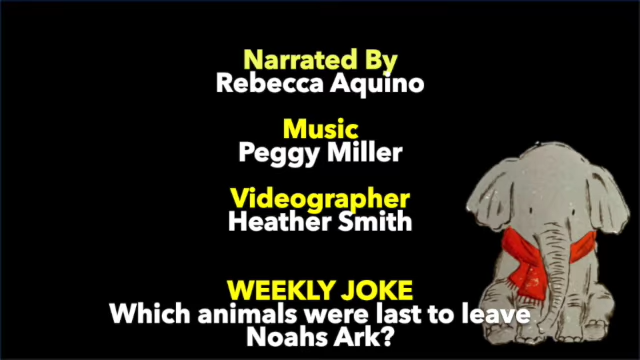 Narrated By
Rebecca Aquino
Music
Peggy Miller
Videographer
Heather Smith
WEEKLY JOKE
Which animals were last to leave
Noahs Ark?